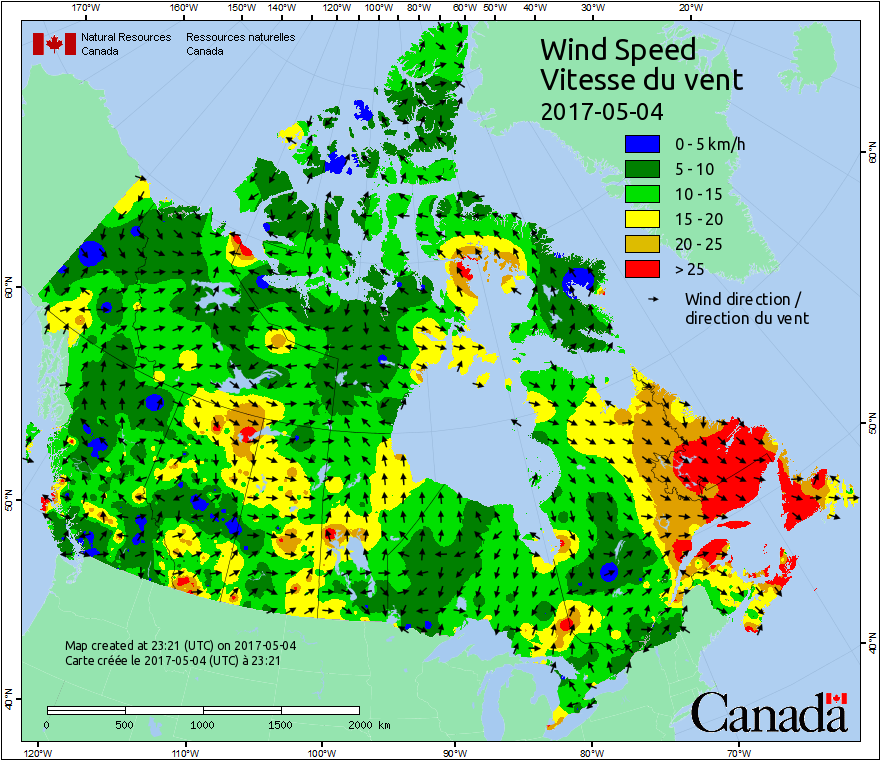 170°W 160°W 150°W 140°W 120°W 100°W 80°W 60°W 50°W 40°W 30°W 20°W
Natural Resources Ressources naturelles
Canada Canada
Wind Speed
Vitesse du vent
2017-05-04
0 - 5 km/h
5 - 10
10 - 15
15 - 20
20 - 25
> 25
Wind direction /
direction du vent
60°N
60°N
50°N
50°N
40°N
40°N
Map created at 23:21 (UTC) on 2017-05-04
Carte créée le 2017-05-04 (UTC) à 23:21
0 500 1000 1500 2000 km
Canada
120°W 110°W 100°W 90°W 80°W 70°W